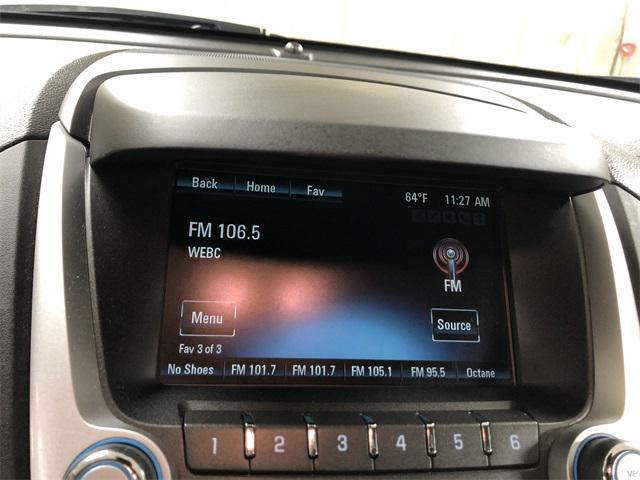 Back Home Fav 64°F 11:27 AM
FM 106.5
WEBC
FM
Menu Source
Fav 3 of 3
No Shoes FM 101.7 FM 101.7 FM 105.1 FM 95.5 Octane
1 2 3 4 5 6